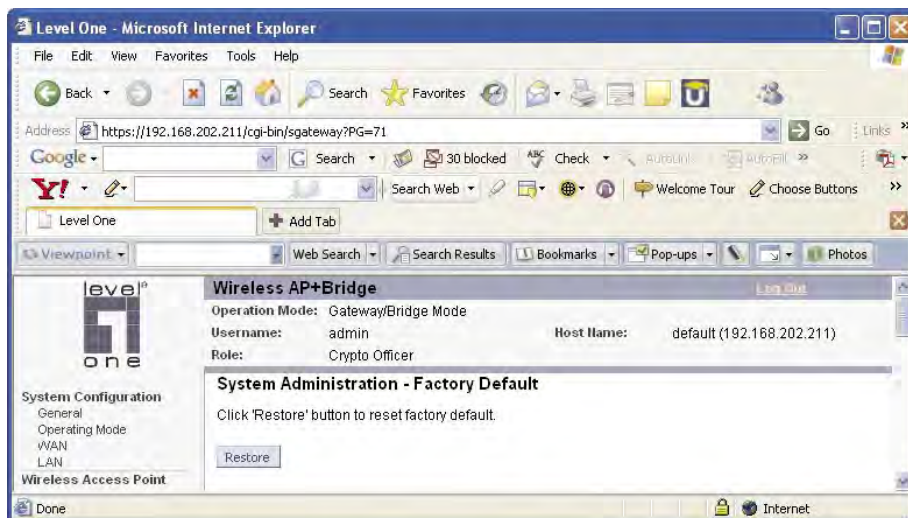 Level One - Microsoft Internet Explorer
File Edit View Favorites Tools Help
Back Search Favorites
Address https://192.168.202.211/cgi-bin/sgateway?PG=71 Go Links »
Google Search 30 blocked ABC Check AutoLink AutoFill »
Y! Search Web Welcome Tour Choose Buttons »
Level One Add Tab
Viewpoint Web Search Search Results Bookmarks Pop-ups Photos
level one
Wireless AP+Bridge Log Out
Operation Mode: Gateway/Bridge Mode
Username: admin Host Name: default (192.168.202.211)
Role: Crypto Officer
System Administration - Factory Default
Click 'Restore' button to reset factory default.
Restore
System Configuration
General
Operating Mode
WAN
LAN
Wireless Access Point
Done Internet